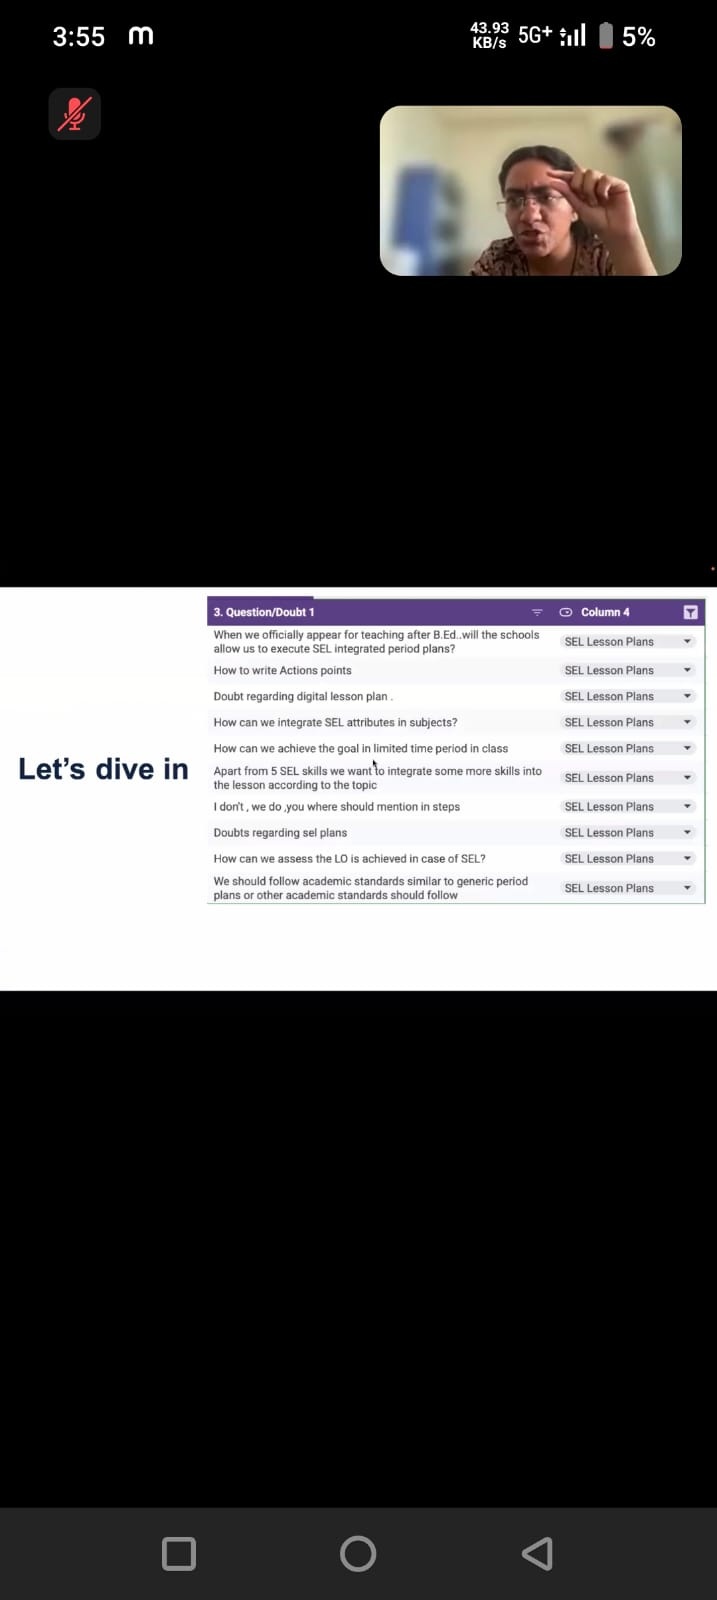 3:55 m 43.93 KB/s 5G+ 5%
3. Question/Doubt 1 Column 4
When we officially appear for teaching after B.Ed..will the schools
allow us to execute SEL integrated period plans? SEL Lesson Plans
How to write Actions points SEL Lesson Plans
Doubt regarding digital lesson plan . SEL Lesson Plans
How can we integrate SEL attributes in subjects? SEL Lesson Plans
How can we achieve the goal in limited time period in class SEL Lesson Plans
Let's dive in
Apart from 5 SEL skills we want to integrate some more skills into
the lesson according to the topic SEL Lesson Plans
I don't , we do ,you where should mention in steps SEL Lesson Plans
Doubts regarding sel plans SEL Lesson Plans
How can we assess the LO is achieved in case of SEL? SEL Lesson Plans
We should follow academic standards similar to generic period
plans or other academic standards should follow SEL Lesson Plans